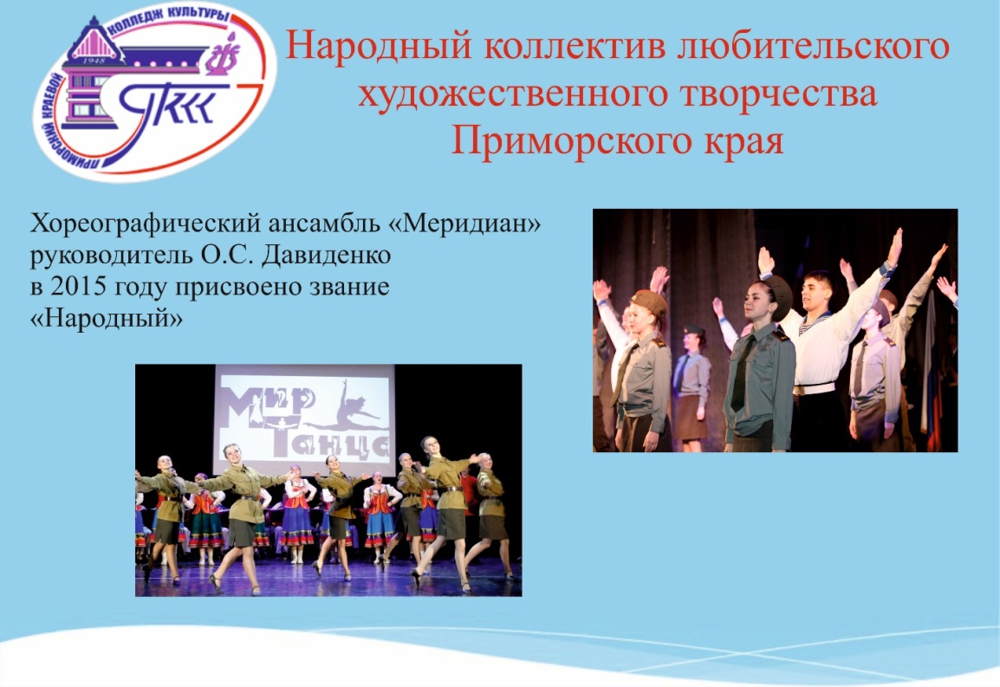 ПРИМОРСКИЙ КРАЕВОЙ
КОЛЛЕДЖ КУЛЬТУРЫ
1948
ПККК
Народный коллектив любительского
художественного творчества
Приморского края
Хореографический ансамбль «Меридиан»
руководитель О.С. Давиденко
в 2015 году присвоено звание
«Народный»
Мир
Танца